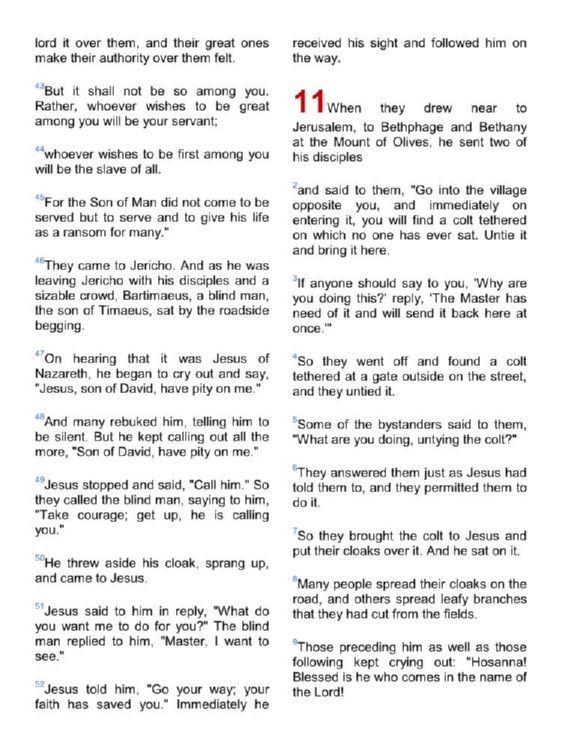 lord it over them, and their great ones
make their authority over them felt.
43But it shall not be so among you.
Rather, whoever wishes to be great
among you will be your servant;
44whoever wishes to be first among you
will be the slave of all.
45For the Son of Man did not come to be
served but to serve and to give his life
as a ransom for many."
46They came to Jericho. And as he was
leaving Jericho with his disciples and a
sizable crowd, Bartimaeus, a blind man,
the son of Timaeus, sat by the roadside
begging.
47On hearing that it was Jesus of
Nazareth, he began to cry out and say,
"Jesus, son of David, have pity on me."
48And many rebuked him, telling him to
be silent. But he kept calling out all the
more, "Son of David, have pity on me."
49Jesus stopped and said, "Call him." So
they called the blind man, saying to him,
"Take courage; get up, he is calling
you."
50He threw aside his cloak, sprang up,
and came to Jesus.
51Jesus said to him in reply, "What do
you want me to do for you?" The blind
man replied to him, "Master, I want to
see."
52Jesus told him, "Go your way; your
faith has saved you." Immediately he
received his sight and followed him on
the way.
11When they drew near to
Jerusalem, to Bethphage and Bethany
at the Mount of Olives, he sent two of
his disciples
2and said to them, "Go into the village
opposite you, and immediately on
entering it, you will find a colt tethered
on which no one has ever sat. Untie it
and bring it here.
3If anyone should say to you, 'Why are
you doing this?' reply, 'The Master has
need of it and will send it back here at
once.'"
4So they went off and found a colt
tethered at a gate outside on the street,
and they untied it.
5Some of the bystanders said to them,
"What are you doing, untying the colt?"
6They answered them just as Jesus had
told them to, and they permitted them to
do it.
7So they brought the colt to Jesus and
put their cloaks over it. And he sat on it.
8Many people spread their cloaks on the
road, and others spread leafy branches
that they had cut from the fields.
9Those preceding him as well as those
following kept crying out: "Hosanna!
Blessed is he who comes in the name of
the Lord!